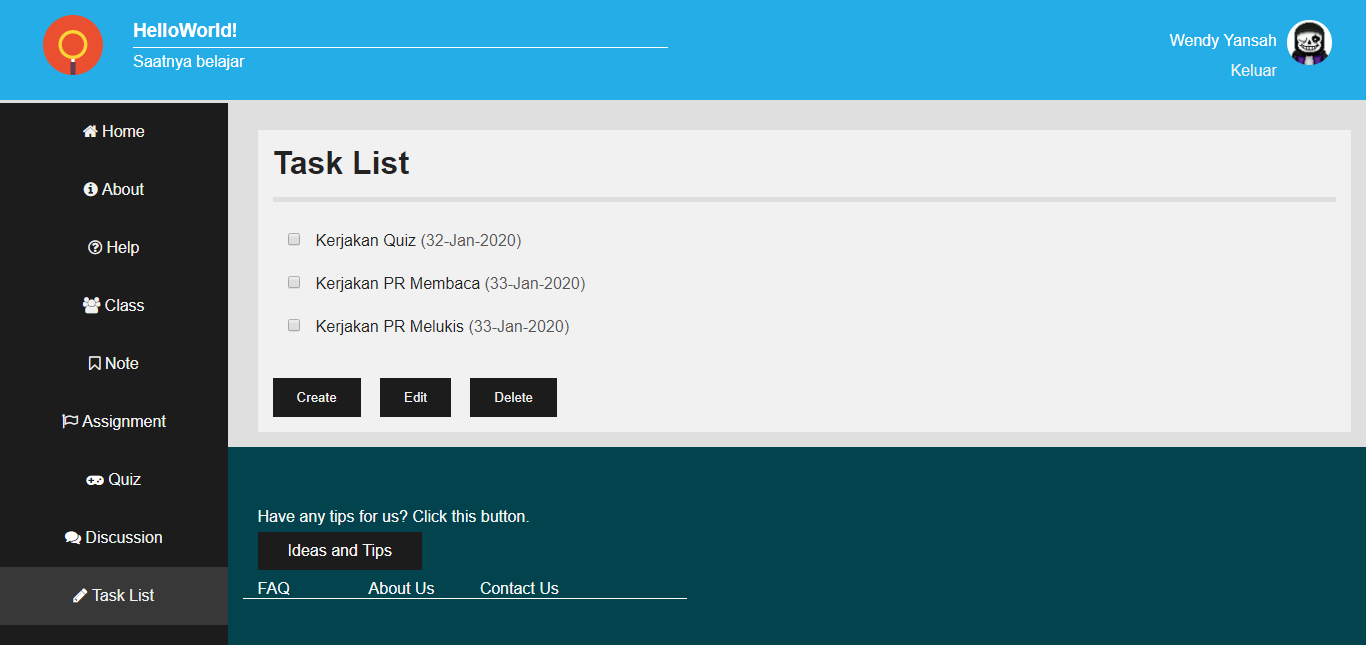 HelloWorld!
Saatnya belajar
Wendy Yansah
Keluar
Home
About
Help
Class
Note
Assignment
Quiz
Discussion
Task List
Task List
Kerjakan Quiz (32-Jan-2020)
Kerjakan PR Membaca (33-Jan-2020)
Kerjakan PR Melukis (33-Jan-2020)
Create Edit Delete
Have any tips for us? Click this button.
Ideas and Tips
FAQ About Us Contact Us